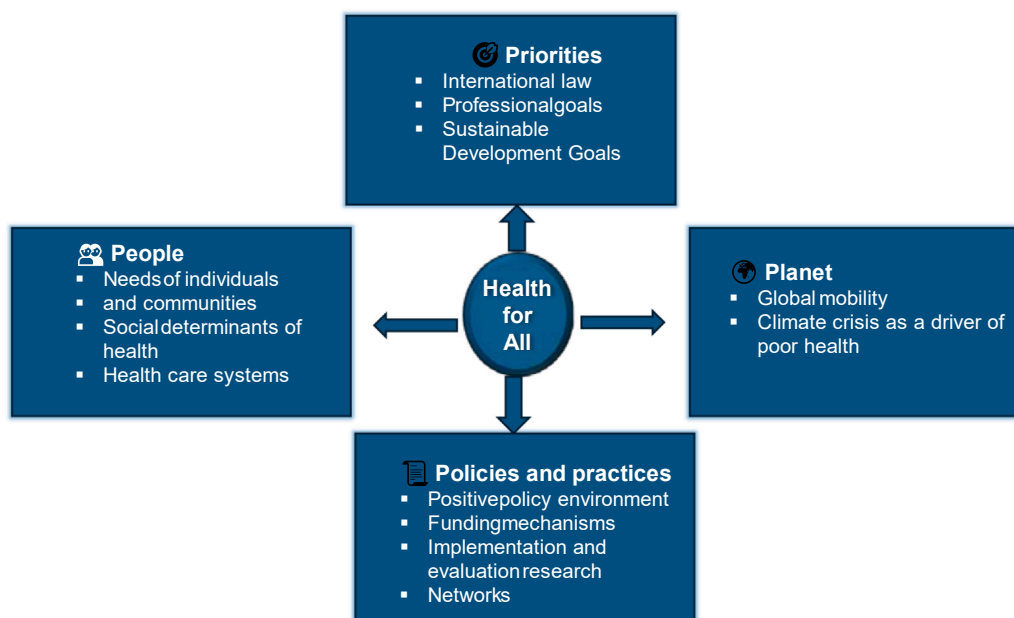 Priorities
▪ International law
▪ Professionalgoals
▪ Sustainable
Development Goals
People
▪ Needsof individuals
▪ and communities
▪ Socialdeterminants of
health
▪ Health care systems
Health
for
All
Planet
▪ Globalmobility
▪ Climate crisis as a driver of
poor health
Policies and practices
▪ Positivepolicy environment
▪ Fundingmechanisms
▪ Implementation and
evaluationresearch
▪ Networks